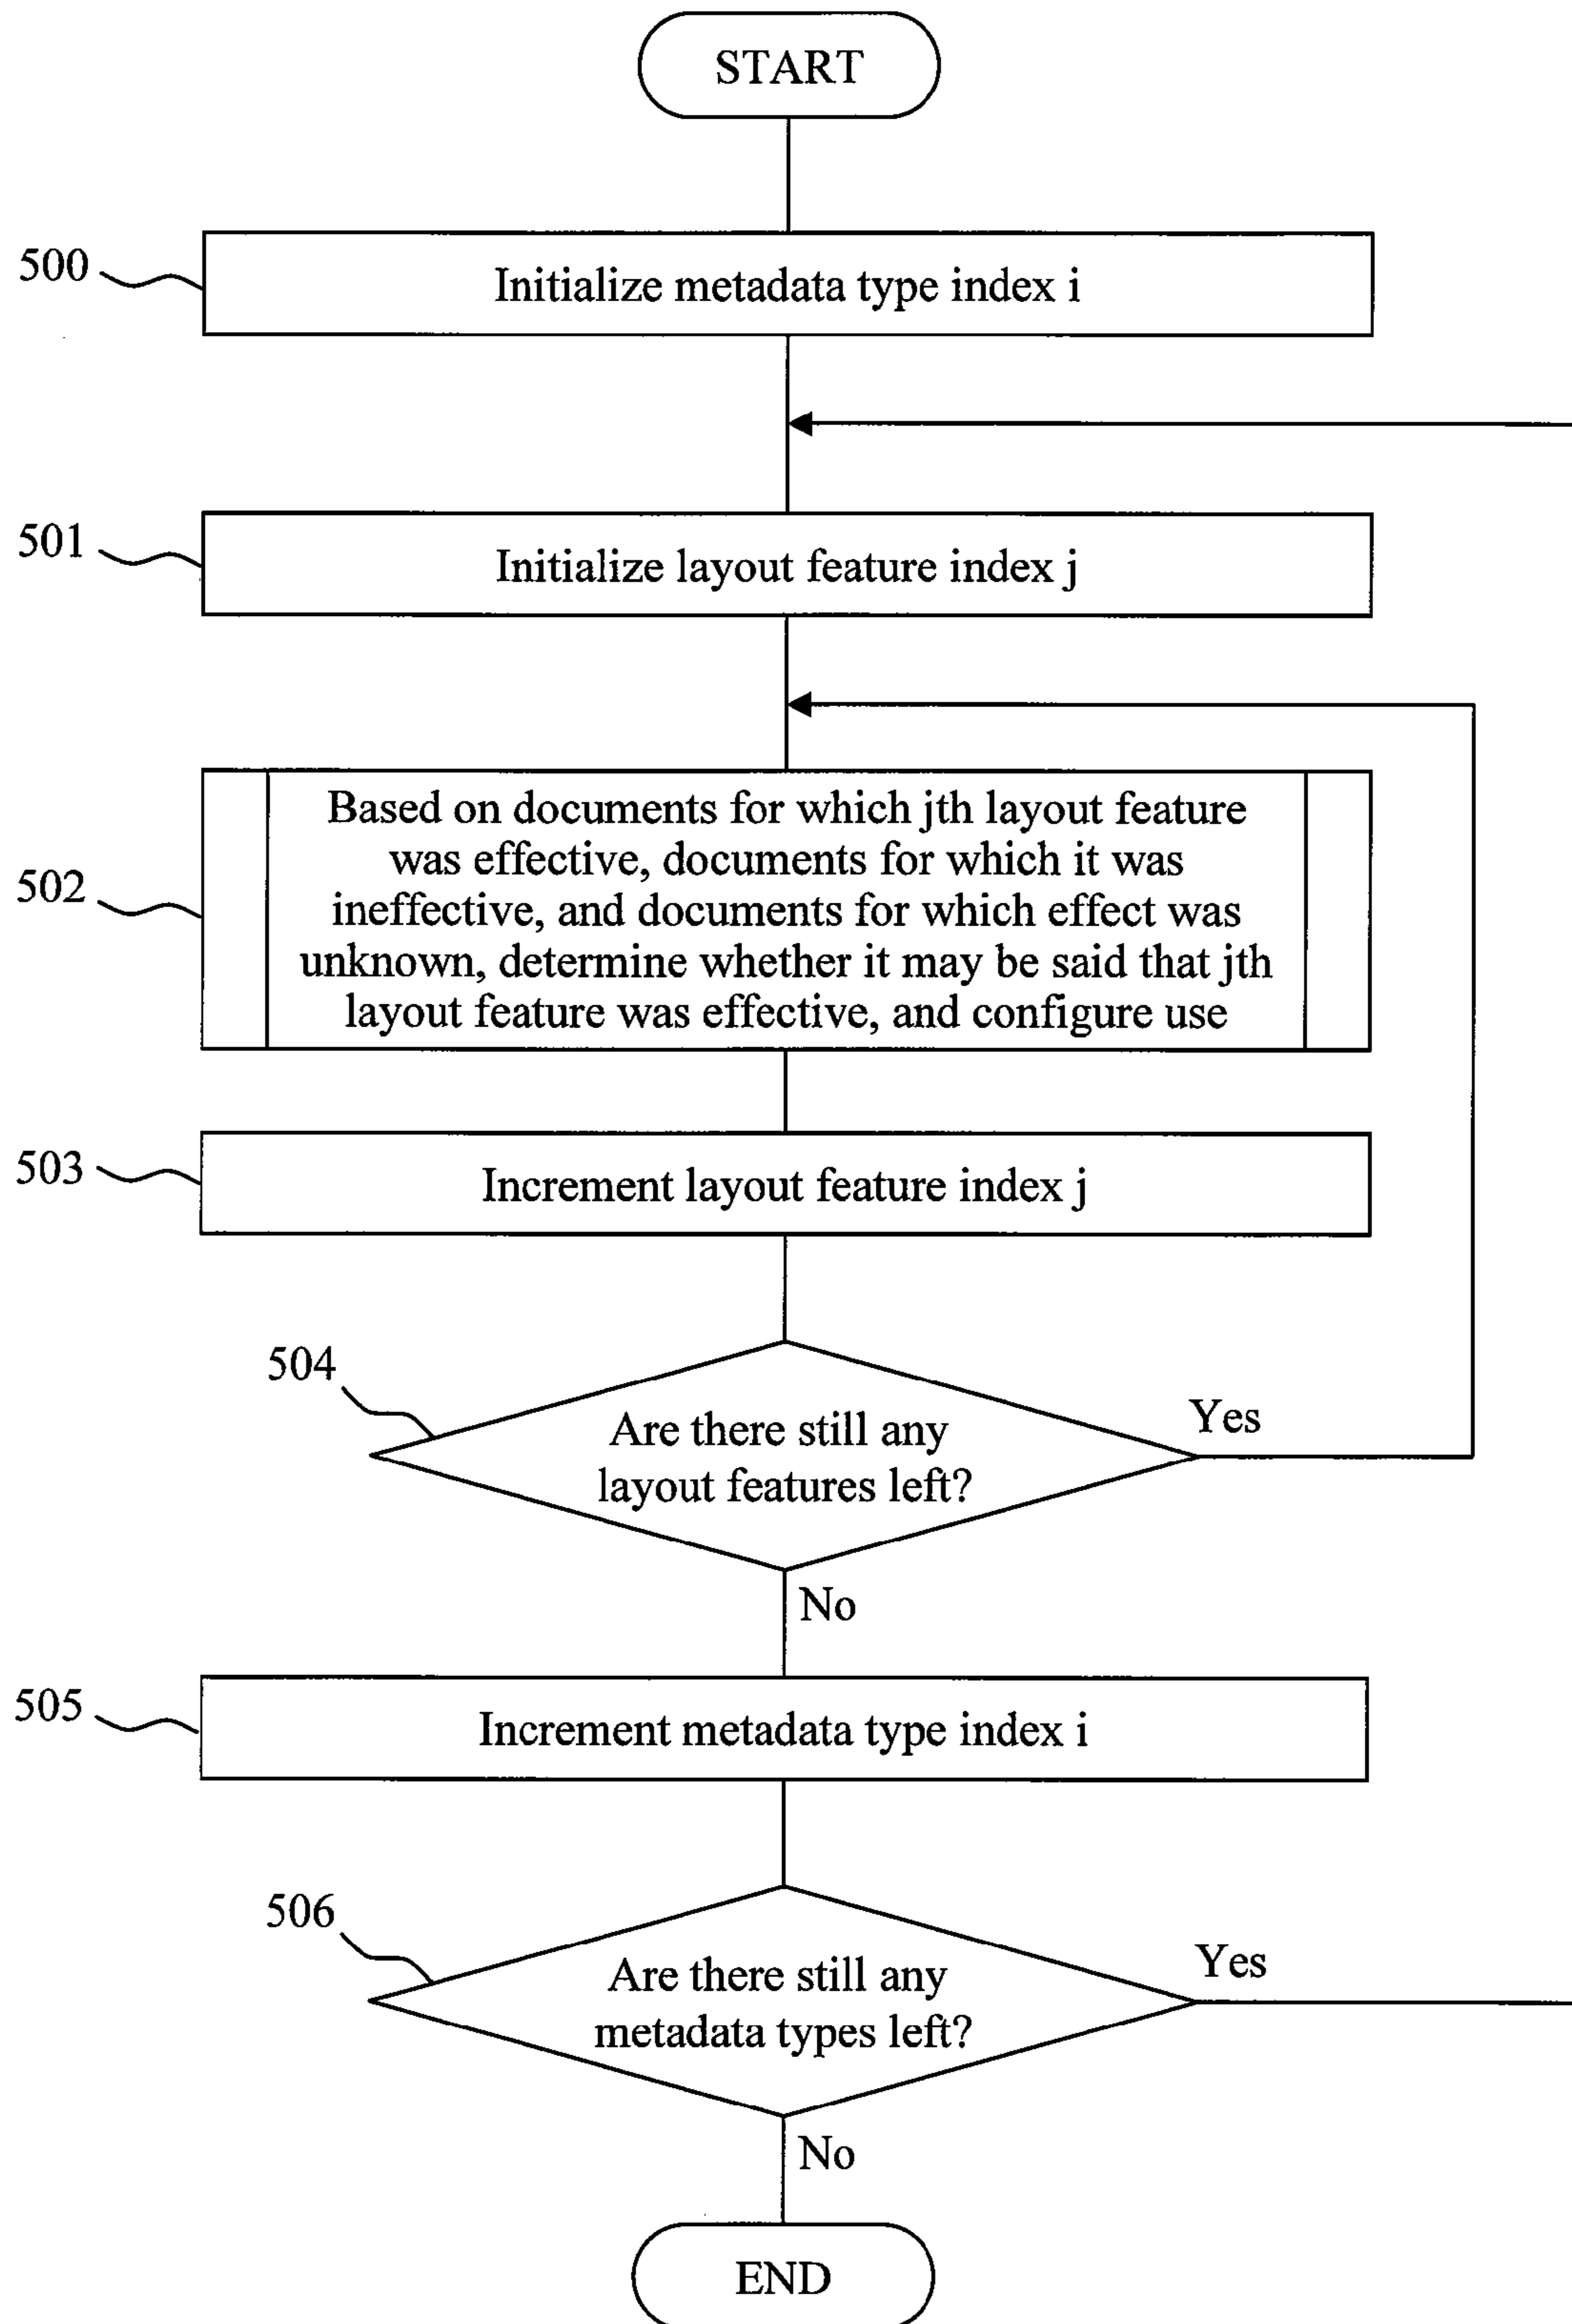 START
500
Initialize metadata type index i
501
Initialize layout feature index j
502
Based on documents for which jth layout feature
was effective, documents for which it was
ineffective, and documents for which effect was
unknown, determine whether it may be said that jth
layout feature was effective, and configure use
503
Increment layout feature index j
504
Are there still any
layout features left?
Yes
No
505
Increment metadata type index i
506
Are there still any
metadata types left?
Yes
No
END